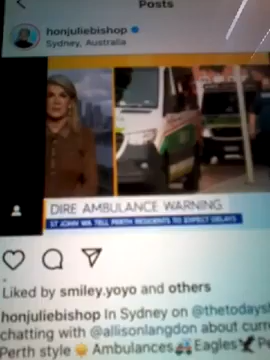 Posts
honjuliebishop
Sydney, Australia
DIRE AMBULANCE WARNING
ST JOHN WA TELL PERTH RESIDENTS TO EXPECT DELAYS
Liked by smiley.yoyo and others
honjuliebishop In Sydney on @thetodays
chatting with @allisonlangdon about curr
Perth style ☀️ Ambulances🚑 Eagles🦅 P